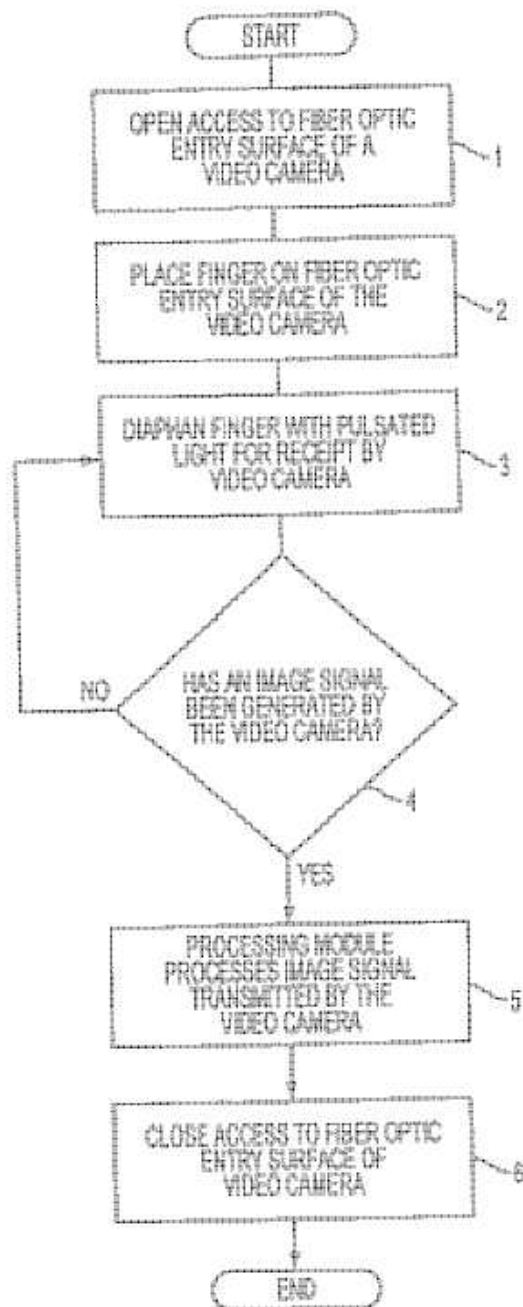 START
OPEN ACCESS TO FIBER OPTIC
ENTRY SURFACE OF A
VIDEO CAMERA
1
PLACE FINGER ON FIBER OPTIC
ENTRY SURFACE OF THE
VIDEO CAMERA
2
DIAPHAN FINGER WITH PULSATED
LIGHT FOR RECEIPT BY
VIDEO CAMERA
3
HAS AN IMAGE SIGNAL
BEEN GENERATED BY
THE VIDEO CAMERA?
NO
4
YES
PROCESSING MODULE
PROCESSES IMAGE SIGNAL
TRANSMITTED BY THE
VIDEO CAMERA
5
CLOSE ACCESS TO FIBER OPTIC
ENTRY SURFACE OF
VIDEO CAMERA
6
END